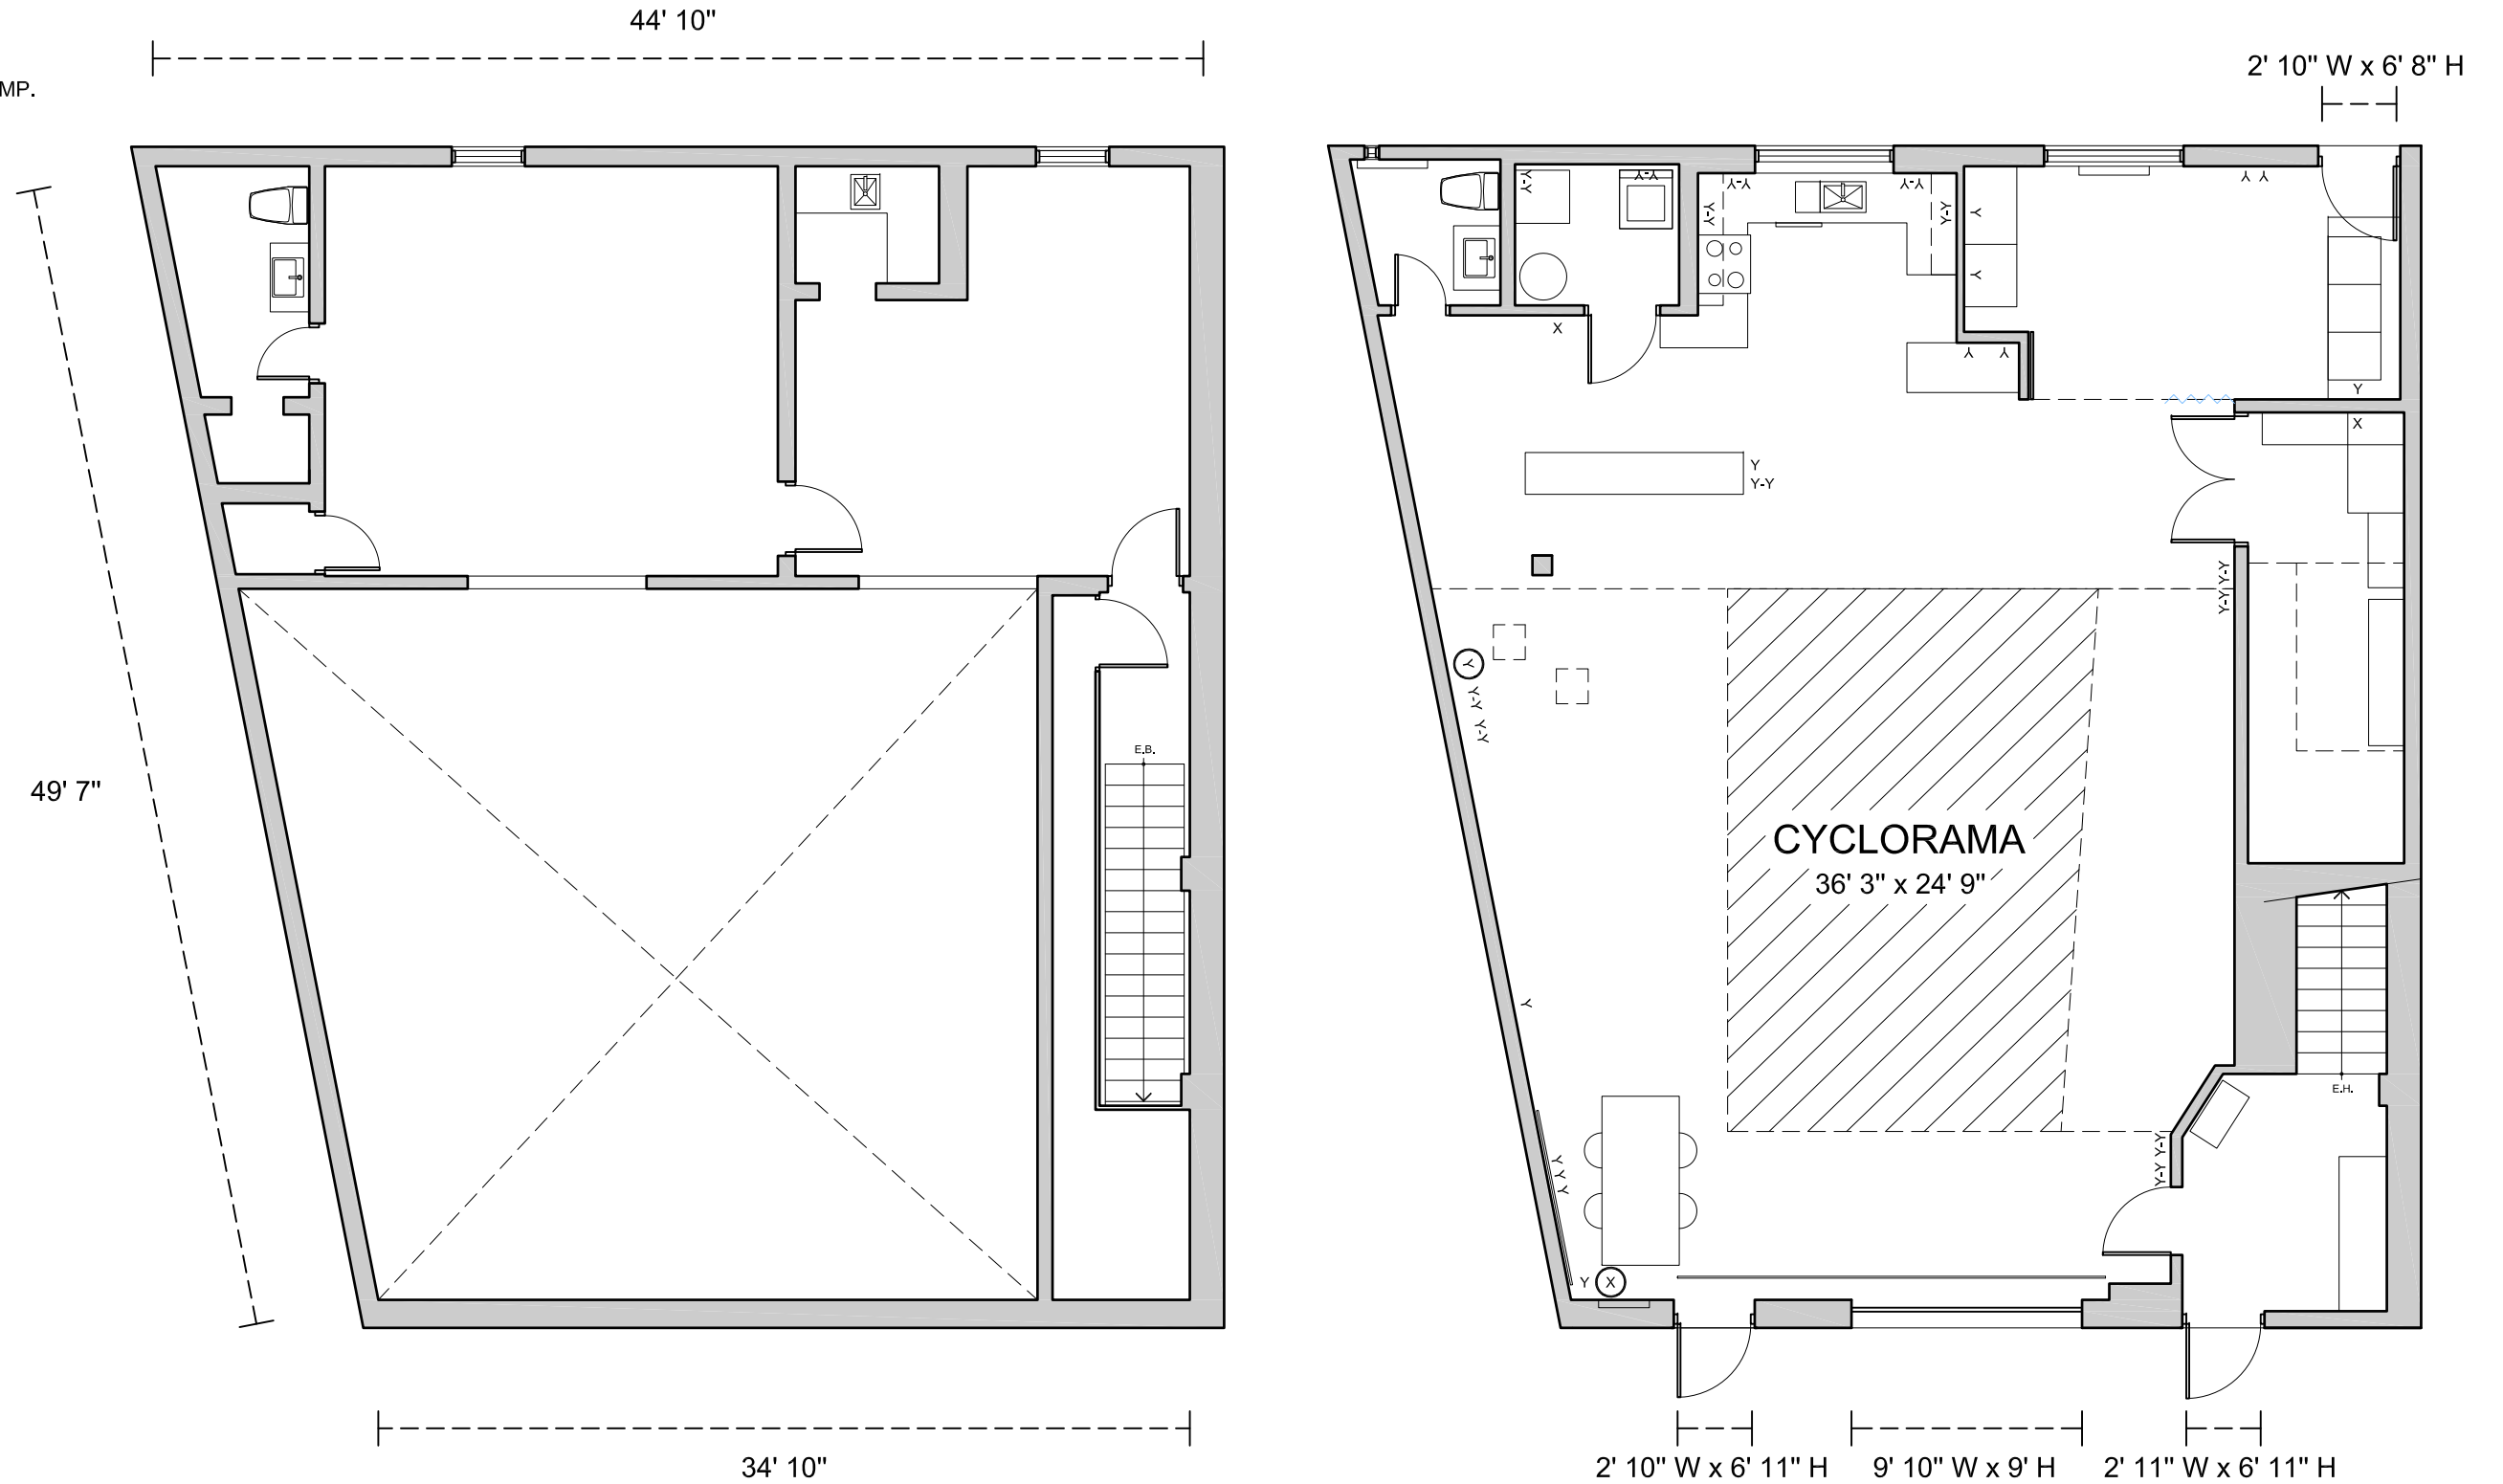 44' 10"
2' 10" W x 6' 8" H
MP.
Y-Y
Y-Y
Y-Y
Y-Y
Y Y
Y-Y
Y-Y
Y
Y
X
Y Y
Y
X
Y
Y-Y
Y-Y Y-Y
Y
Y-Y Y-Y
E.B.
49' 7"
CYCLORAMA
36' 3" x 24' 9"
Y
E.H.
Y-Y Y-Y
Y Y Y
Y
X
34' 10"
2' 10" W x 6' 11" H
9' 10" W x 9' H
2' 11" W x 6' 11" H